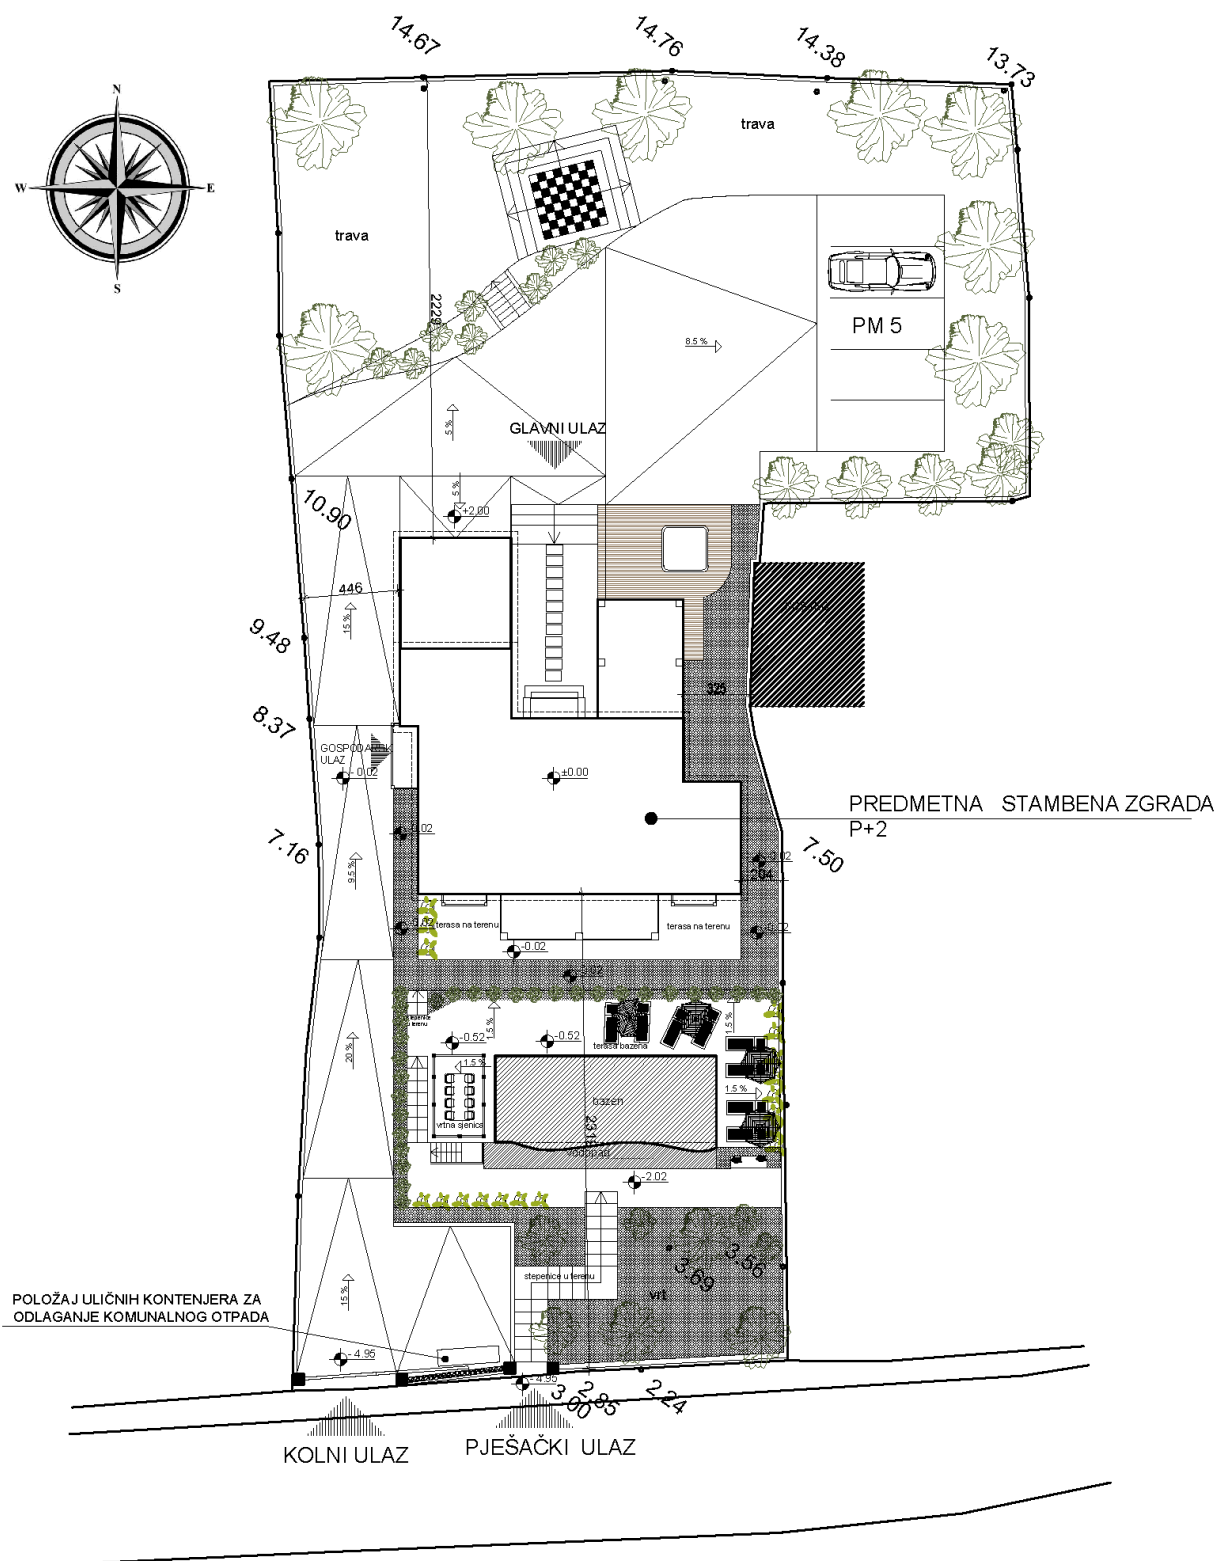 14.67
14.76
14.38
13.73
N
W
E
S
trava
trava
2229
8.5 %
PM 5
5 %
GLAVNI ULAZ
5 %
+2.00
10.90
446
15 %
9.48
325
8.37
GOSPODARSKI
ULAZ
- 0.02
±0.00
PREDMETNA STAMBENA ZGRADA
P+2
-0.02
7.16
7.50
9.5 %
-0.02
204
-0.02
terasa na terenu
terasa na terenu
-0.02
-0.02
-0.02
stepenice
u terenu
1.5 %
1.5 %
-0.52
-0.52
terasa bazena
20 %
1.5 %
1.5 %
bazen
2318
vrtna sjenica
vodopad
-2.02
3.56
3.69
stepenice u terenu
vrt
15 %
POLOŽAJ ULIČNIH KONTENJERA ZA
ODLAGANJE KOMUNALNOG OTPADA
- 4.95
- 4.95
3.00
2.85
2.24
KOLNI ULAZ
PJEŠAČKI ULAZ